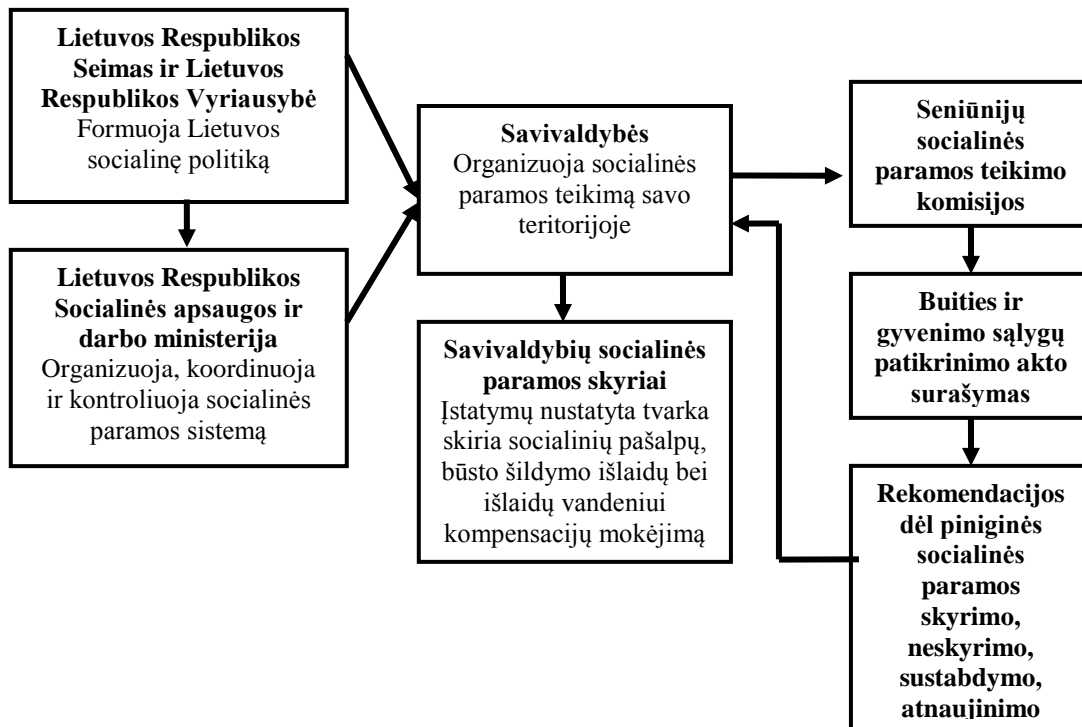 Lietuvos Respublikos
Seimas ir Lietuvos
Respublikos Vyriausybė
Formuoja Lietuvos
socialinę politiką
Lietuvos Respublikos
Socialinės apsaugos ir
darbo ministerija
Organizuoja, koordinuoja
ir kontroliuoja socialinės
paramos sistemą
Savivaldybės
Organizuoja socialinės
paramos teikimą savo
teritorijoje
Savivaldybių socialinės
paramos skyriai
Įstatymų nustatyta tvarka
skiria socialinių pašalpų,
būsto šildymo išlaidų bei
išlaidų vandeniui
kompensacijų mokėjimą
Seniūnijų
socialinės
paramos teikimo
komisijos
Buities ir
gyvenimo sąlygų
patikrinimo akto
surašymas
Rekomendacijos
dėl piniginės
socialinės
paramos
skyrimo,
neskyrimo,
sustabdymo,
atnaujinimo